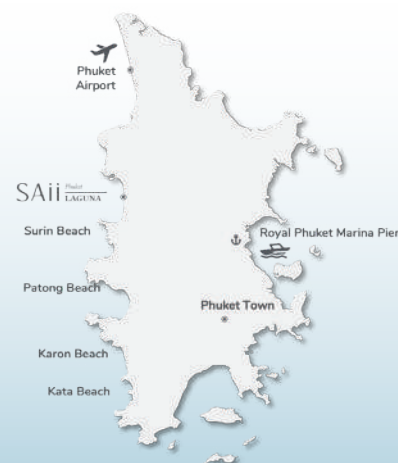 Phuket
Airport
SAii Phuket
LAGUNA
Surin Beach
Royal Phuket Marina Pier
Patong Beach
Phuket Town
Karon Beach
Kata Beach